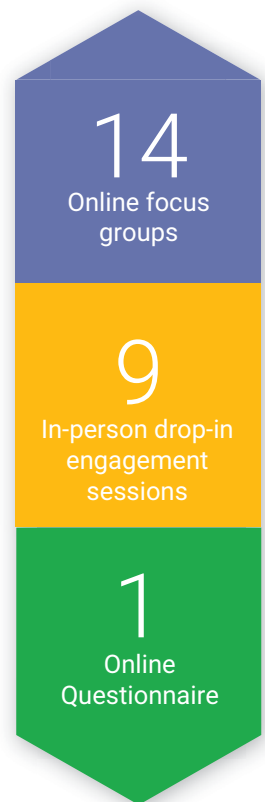 14
Online focus
groups
9
In-person drop-in
engagement
sessions
1
Online
Questionnaire